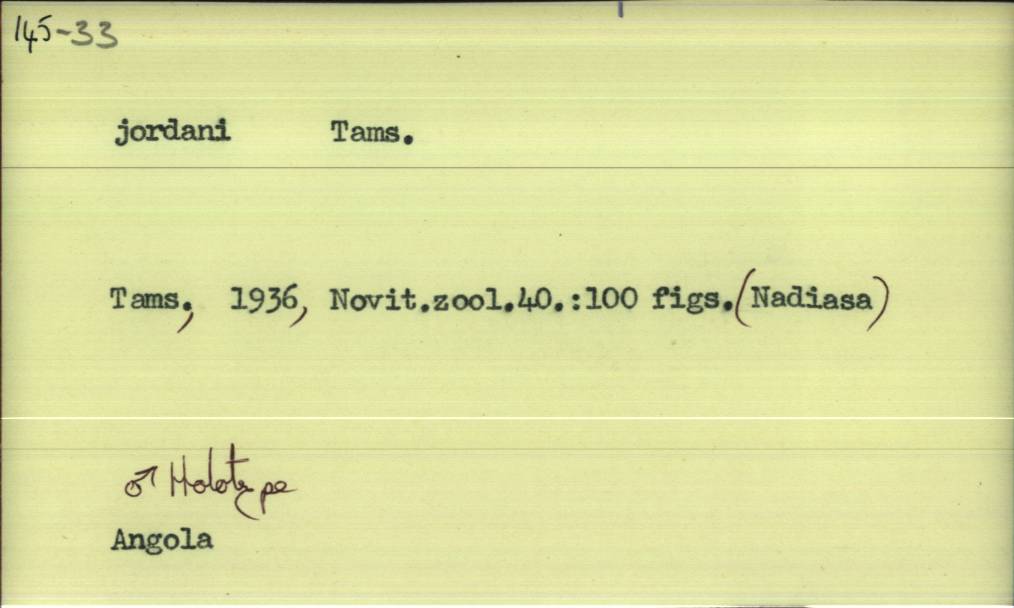 145-33
jordani Tams.
Tams., 1936, Novit.zool.40.:100 figs.(Nadiasa)
♂ Holotype
Angola